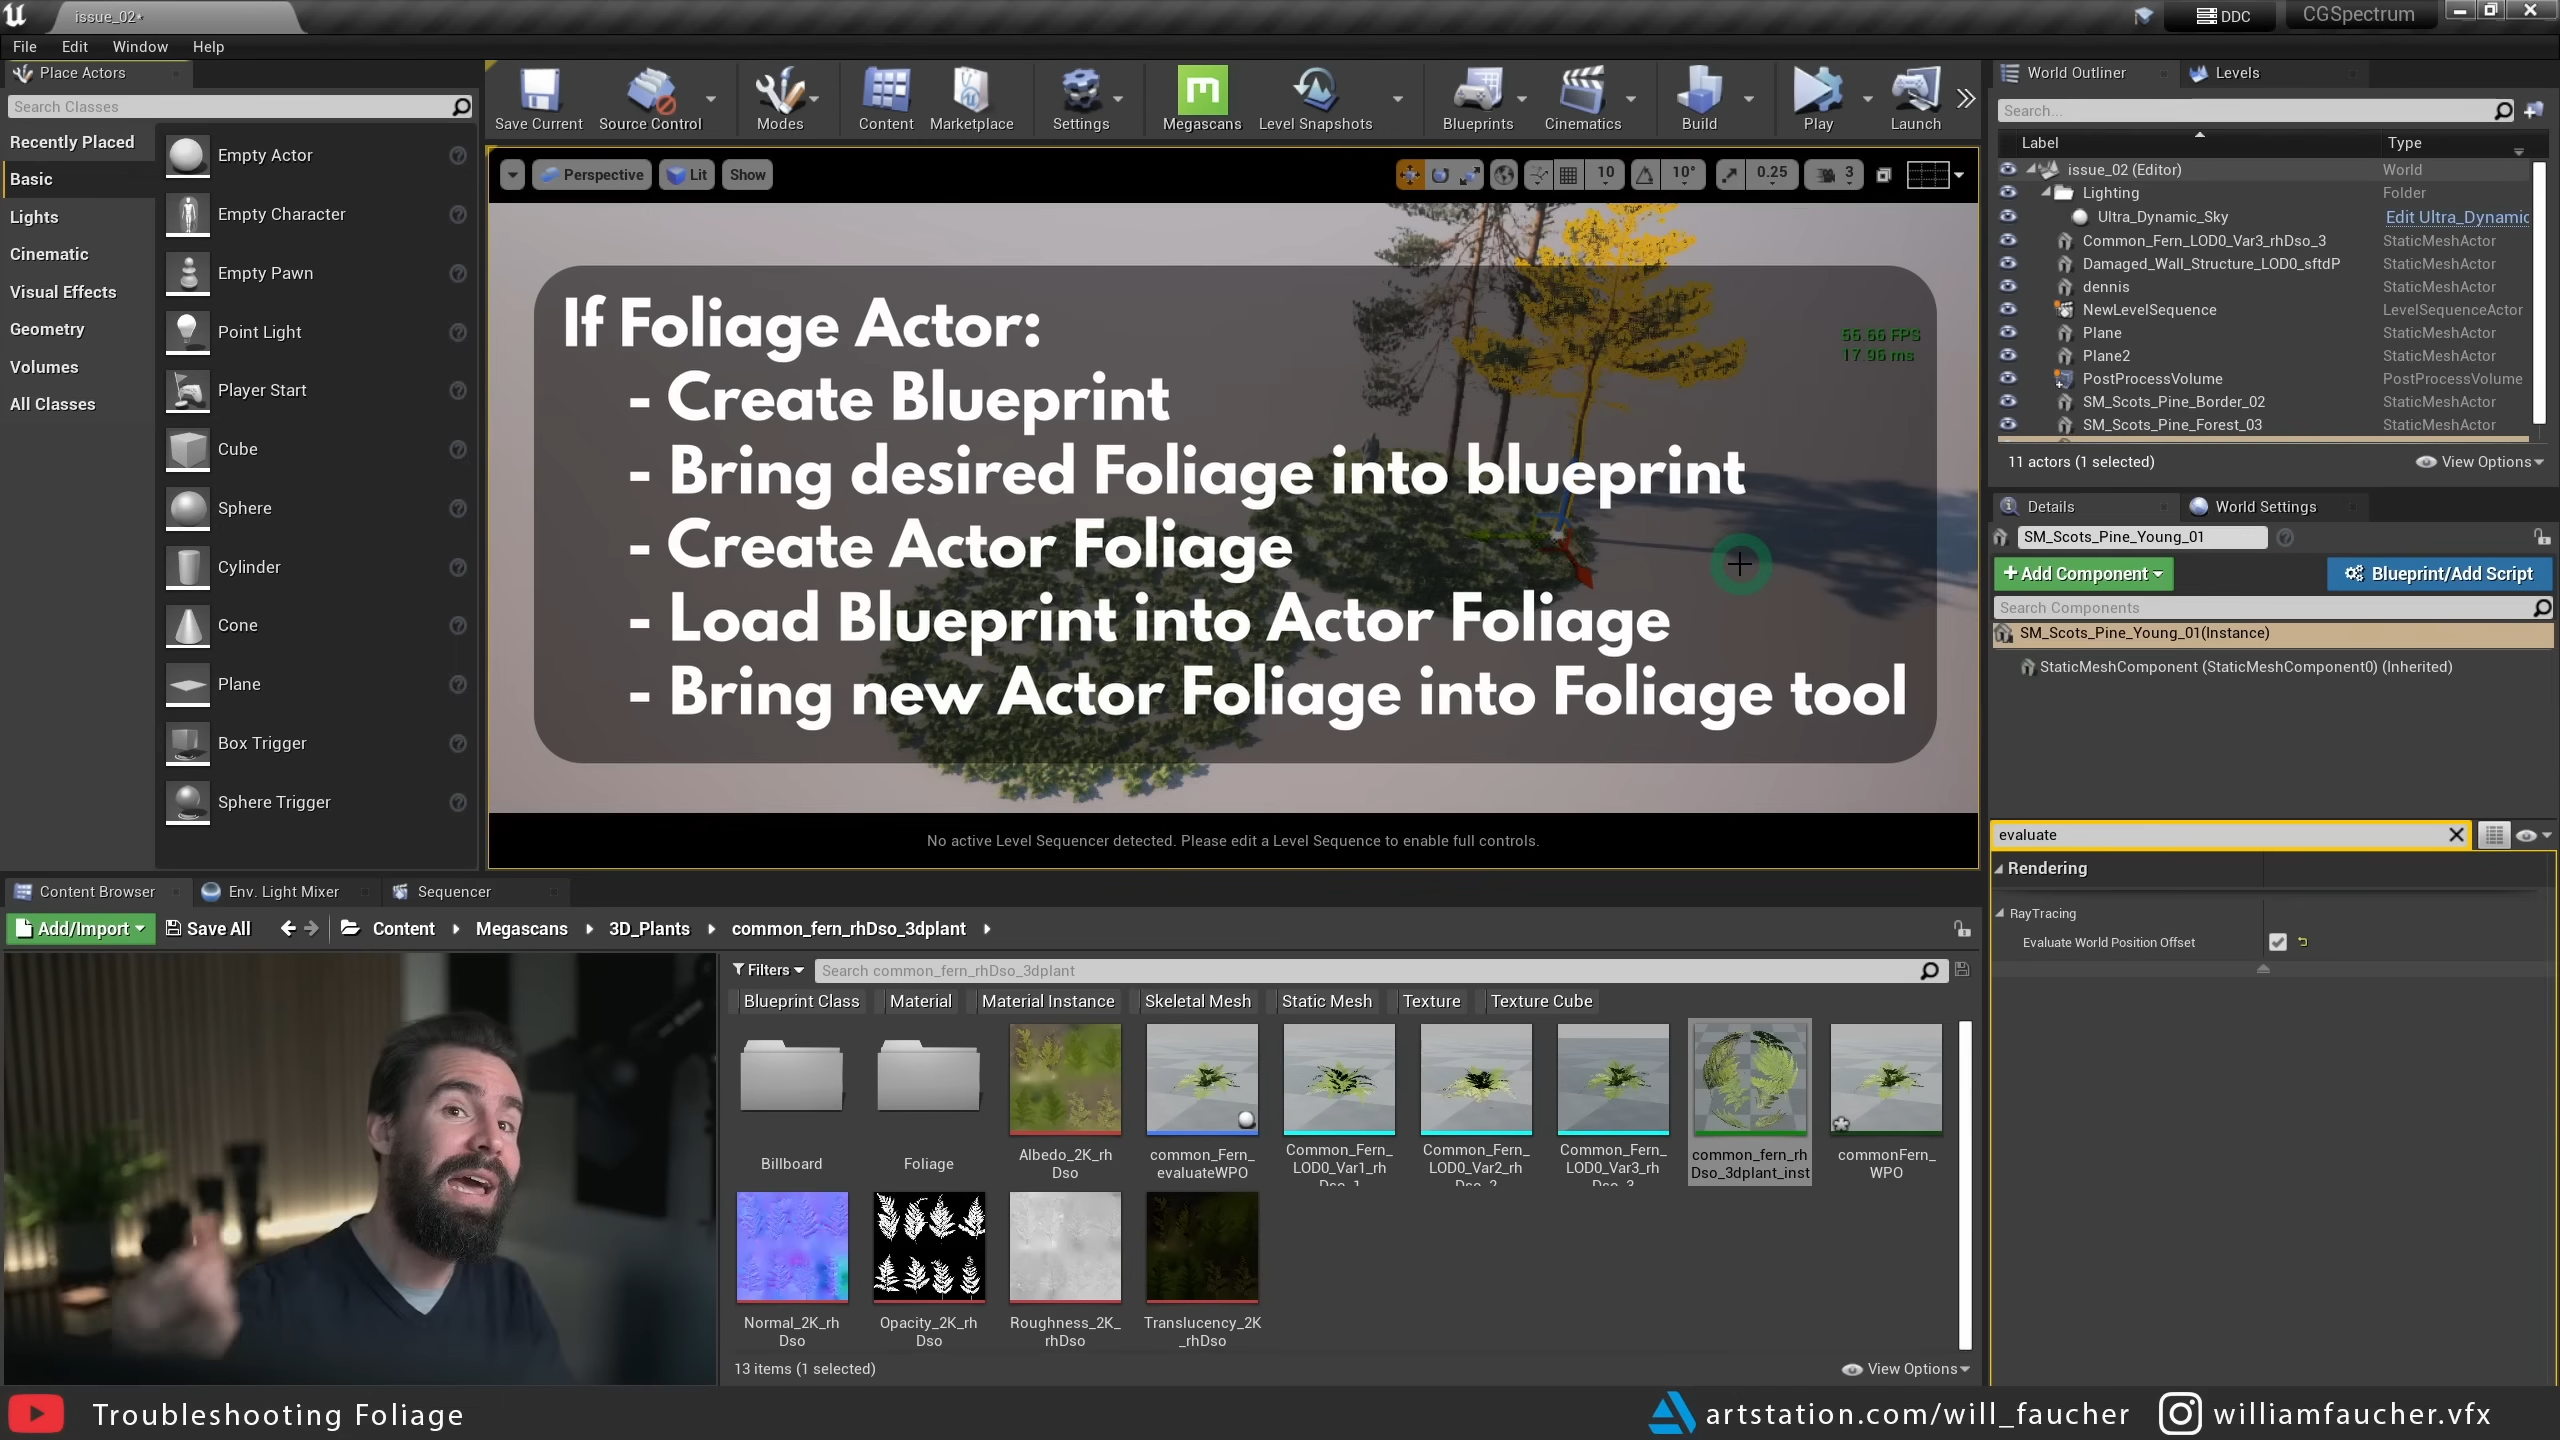 issue_02*
DDC
CGSpectrum
File Edit Window Help
Place Actors
Search Classes
Recently Placed
Basic
Lights
Cinematic
Visual Effects
Geometry
Volumes
All Classes
Empty Actor
Empty Character
Empty Pawn
Point Light
Player Start
Cube
Sphere
Cylinder
Cone
Plane
Box Trigger
Sphere Trigger
Save Current Source Control Modes Content Marketplace Settings Megascans Level Snapshots Blueprints Cinematics Build Play Launch
Perspective Lit Show 10 10° 0.25 3
55.66 FPS
17.96 ms
If Foliage Actor:
- Create Blueprint
- Bring desired Foliage into blueprint
- Create Actor Foliage
- Load Blueprint into Actor Foliage
- Bring new Actor Foliage into Foliage tool
No active Level Sequencer detected. Please edit a Level Sequence to enable full controls.
World Outliner Levels
Search...
Label Type
issue_02 (Editor) World
Lighting Folder
Ultra_Dynamic_Sky Edit Ultra_Dynamic
Common_Fern_LOD0_Var3_rhDso_3 StaticMeshActor
Damaged_Wall_Structure_LOD0_sftdP StaticMeshActor
dennis StaticMeshActor
NewLevelSequence LevelSequenceActor
Plane StaticMeshActor
Plane2 StaticMeshActor
PostProcessVolume PostProcessVolume
SM_Scots_Pine_Border_02 StaticMeshActor
SM_Scots_Pine_Forest_03 StaticMeshActor
11 actors (1 selected) View Options
Details World Settings
SM_Scots_Pine_Young_01
+ Add Component Blueprint/Add Script
Search Components
SM_Scots_Pine_Young_01(Instance)
StaticMeshComponent (StaticMeshComponent0) (Inherited)
evaluate
Rendering
RayTracing
Evaluate World Position Offset
Content Browser Env. Light Mixer Sequencer
Add/Import Save All Content Megascans 3D_Plants common_fern_rhDso_3dplant
Filters Search common_fern_rhDso_3dplant
Blueprint Class Material Material Instance Skeletal Mesh Static Mesh Texture Texture Cube
Billboard
Foliage
Albedo_2K_rh
Dso
common_Fern_
evaluateWPO
Common_Fern_
LOD0_Var1_rh
Dso_1
Common_Fern_
LOD0_Var2_rh
Dso_2
Common_Fern_
LOD0_Var3_rh
Dso_3
common_fern_rh
Dso_3dplant_inst
commonFern_
WPO
Normal_2K_rh
Dso
Opacity_2K_rh
Dso
Roughness_2K_
rhDso
Translucency_2K
_rhDso
13 items (1 selected) View Options
Troubleshooting Foliage
artstation.com/will_faucher
williamfaucher.vfx